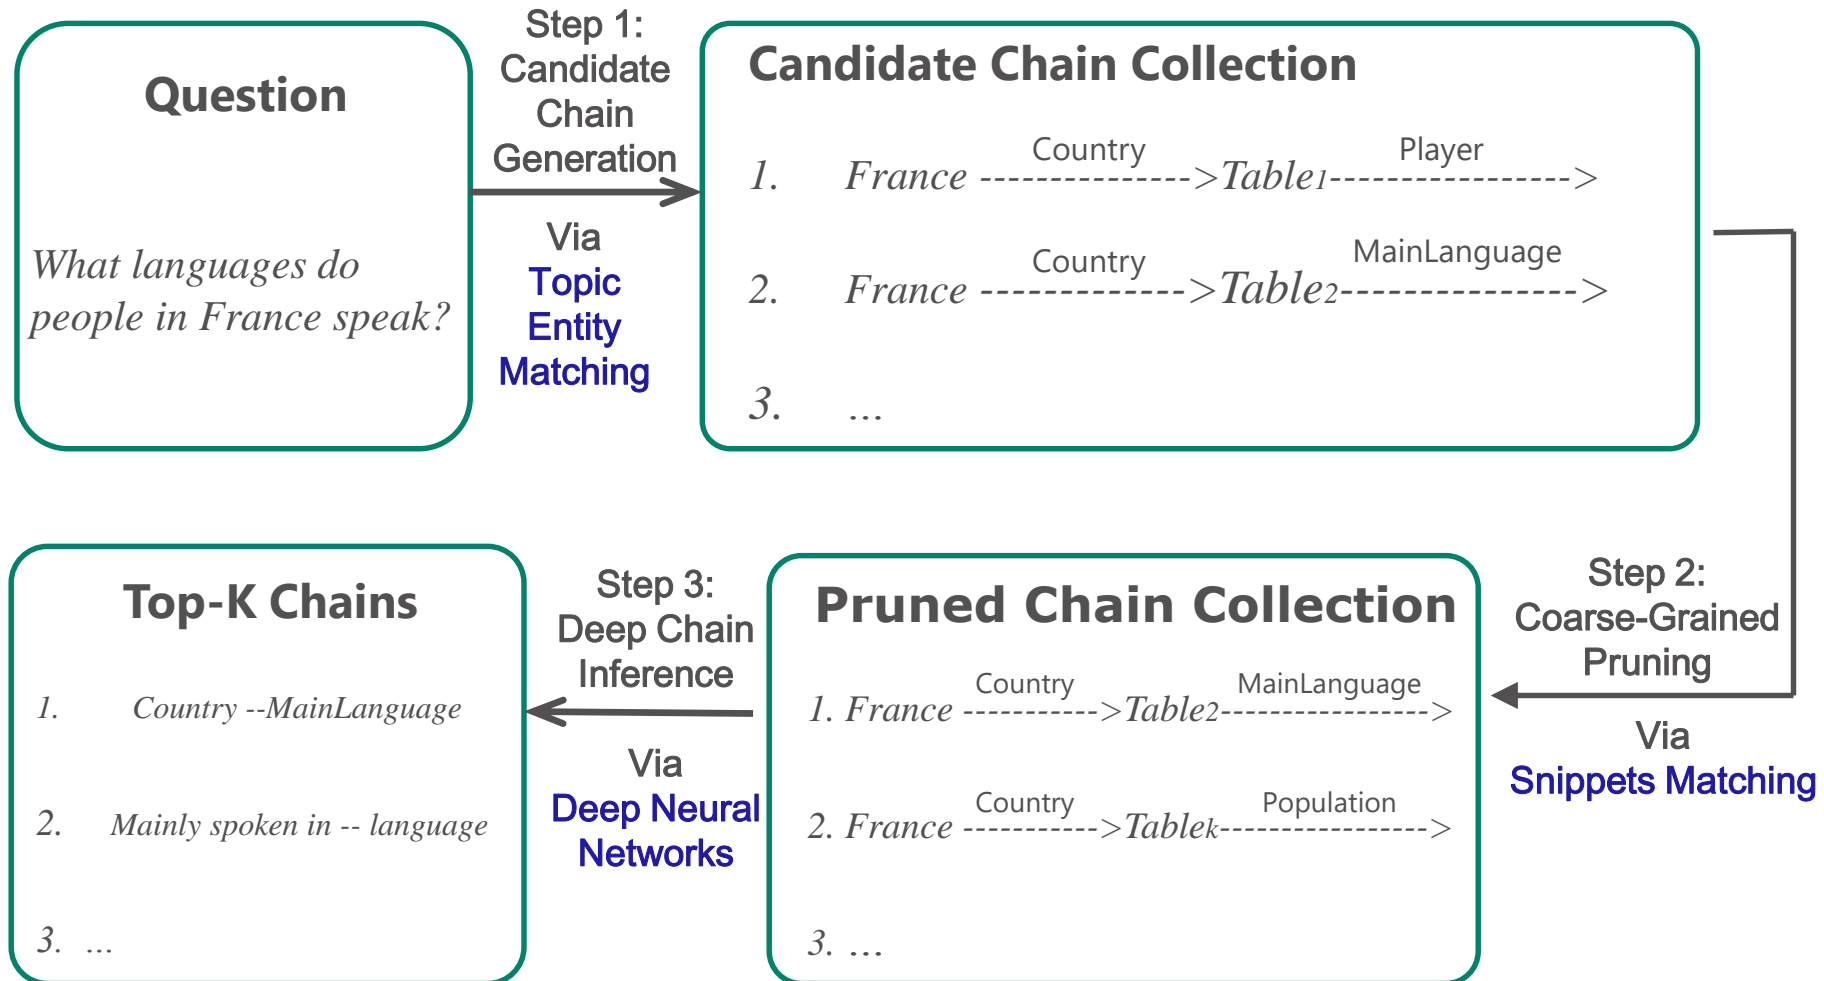 Question
What languages do
people in France speak?
Step 1:
Candidate
Chain
Generation
Via
Topic
Entity
Matching
Candidate Chain Collection
Country Player
1. France --------------->Table1----------------->
Country MainLanguage
2. France ------------->Table2--------------->
3. ...
Step 2:
Coarse-Grained
Pruning
Via
Snippets Matching
Pruned Chain Collection
Country MainLanguage
1. France ----------->Table2----------------->
Country Population
2. France ----------->Tablek----------------->
3. ...
Step 3:
Deep Chain
Inference
Via
Deep Neural
Networks
Top-K Chains
1. Country --MainLanguage
2. Mainly spoken in -- language
3. ...